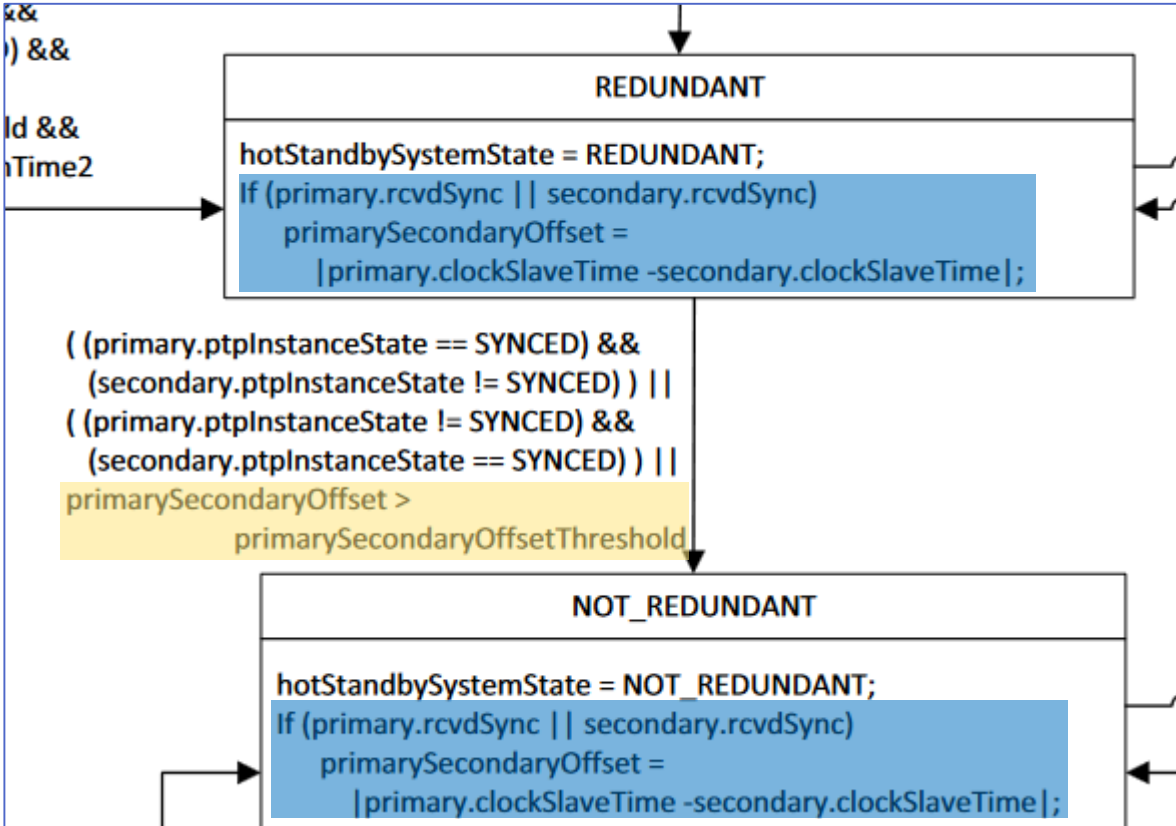 &&
) &&
ld &&
nTime2
REDUNDANT
hotStandbySystemState = REDUNDANT;
If (primary.rcvdSync || secondary.rcvdSync)
primarySecondaryOffset =
|primary.clockSlaveTime -secondary.clockSlaveTime|;
( (primary.ptpInstanceState == SYNCED) &&
(secondary.ptpInstanceState != SYNCED) ) ||
( (primary.ptpInstanceState != SYNCED) &&
(secondary.ptpInstanceState == SYNCED) ) ||
primarySecondaryOffset >
primarySecondaryOffsetThreshold
NOT_REDUNDANT
hotStandbySystemState = NOT_REDUNDANT;
If (primary.rcvdSync || secondary.rcvdSync)
primarySecondaryOffset =
|primary.clockSlaveTime -secondary.clockSlaveTime|;